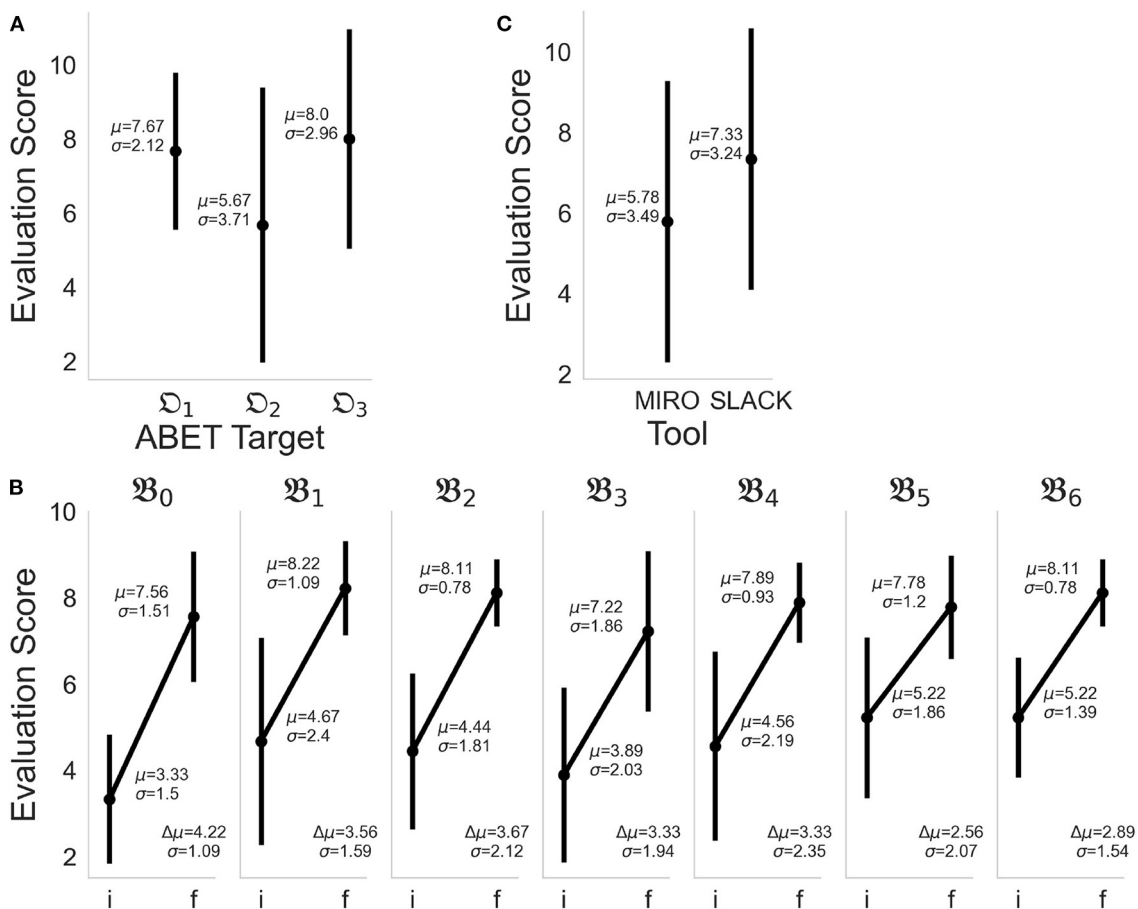 A
Evaluation Score
10
8
6
4
2
μ=7.67
σ=2.12
μ=5.67
σ=3.71
μ=8.0
σ=2.96
𝔇1
𝔇2
𝔇3
ABET Target
C
Evaluation Score
10
8
6
4
2
μ=5.78
σ=3.49
μ=7.33
σ=3.24
MIRO SLACK
Tool
B
Evaluation Score
10
8
6
4
2
𝔅0
μ=7.56
σ=1.51
μ=3.33
σ=1.5
Δμ=4.22
σ=1.09
i f
𝔅1
μ=8.22
σ=1.09
μ=4.67
σ=2.4
Δμ=3.56
σ=1.59
i f
𝔅2
μ=8.11
σ=0.78
μ=4.44
σ=1.81
Δμ=3.67
σ=2.12
i f
𝔅3
μ=7.22
σ=1.86
μ=3.89
σ=2.03
Δμ=3.33
σ=1.94
i f
𝔅4
μ=7.89
σ=0.93
μ=4.56
σ=2.19
Δμ=3.33
σ=2.35
i f
𝔅5
μ=7.78
σ=1.2
μ=5.22
σ=1.86
Δμ=2.56
σ=2.07
i f
𝔅6
μ=8.11
σ=0.78
μ=5.22
σ=1.39
Δμ=2.89
σ=1.54
i f